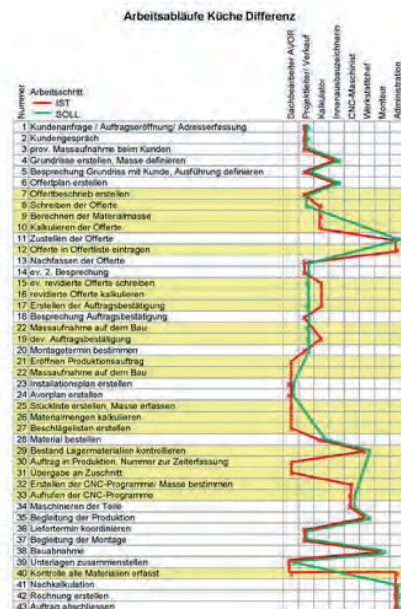 Arbeitsabläufe Küche Differenz
Nummer
Arbeitsschritt
IST
SOLL
Sachbearbeiter AVOR
Projektleiter/ Verkauf
Kalkulator
Innenausbauzeichnerin
CNC-Maschinist
Werkstattchef
Monteur
Administration
1 Kundenanfrage / Auftragseröffnung/ Adresserfassung
2 Kundengespräch
3 prov. Massaufnahme beim Kunden
4 Grundrisse erstellen, Masse definieren
5 Besprechung Grundriss mit Kunde, Ausführung definieren
6 Offertplan erstellen
7 Offertbeschrieb erstellen
8 Schreiben der Offerte
9 Berechnen der Materialmasse
10 Kalkulieren der Offerte
11 Zustellen der Offerte
12 Offerte in Offertliste eintragen
13 Nachfassen der Offerte
14 ev. 2. Besprechung
15 ev. revidierte Offerte schreiben
16 revidierte Offerte kalkulieren
17 Erstellen der Auftragsbestätigung
18 Besprechung Auftragsbestätigung
22 Massaufnahme auf dem Bau
19 dev. Auftragsbestätigung
20 Montagetermin bestimmen
21 Eröffnen Produktionsauftrag
22 Massaufnahme auf dem Bau
23 Installationsplan erstellen
24 Avorplan erstellen
25 Stückliste erstellen, Masse erfassen
26 Materialmengen kalkulieren
27 Beschlägelisten erstellen
28 Material bestellen
29 Bestand Lagermaterialien kontrollieren
30 Auftrag in Produktion, Nummer zur Zeiterfassung
31 Übergabe an Zuschnitt
32 Erstellen der CNC-Programme/ Masse bestimmen
33 Aufrufen der CNC-Programme
34 Maschinieren der Teile
35 Begleitung der Produktion
36 Liefertermin koordinieren
37 Begleitung der Montage
38 Bauabnahme
39 Unterlagen zusammenstellen
40 Kontrolle alle Materialien erfasst
41 Nachkalkulation
42 Rechnung erstellen
43 Auftrag abschliessen